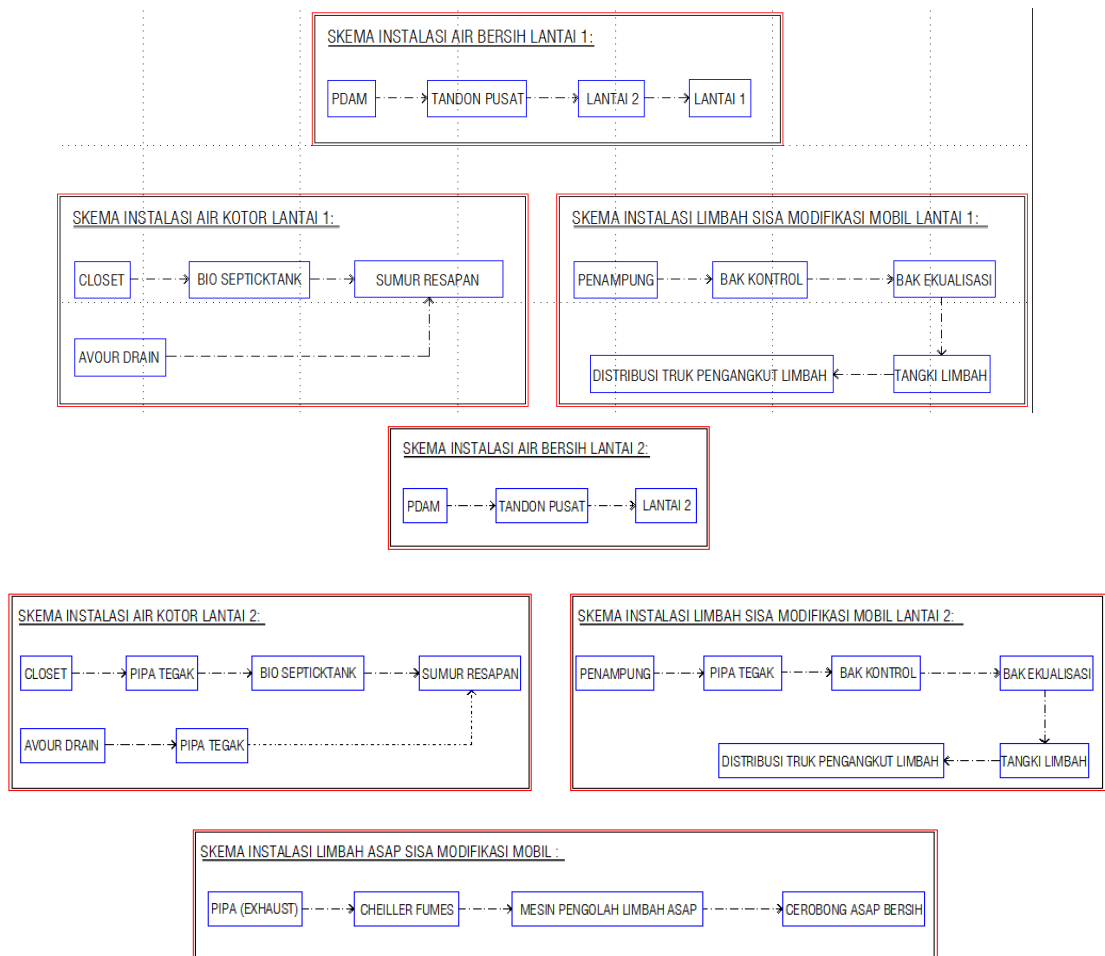 SKEMA INSTALASI AIR BERSIH LANTAI 1:
PDAM TANDON PUSAT LANTAI 2 LANTAI 1
SKEMA INSTALASI AIR KOTOR LANTAI 1:
CLOSET BIO SEPTICKTANK SUMUR RESAPAN
AVOUR DRAIN
SKEMA INSTALASI LIMBAH SISA MODIFIKASI MOBIL LANTAI 1:
PENAMPUNG BAK KONTROL BAK EKUALISASI
DISTRIBUSI TRUK PENGANGKUT LIMBAH TANGKI LIMBAH
SKEMA INSTALASI AIR BERSIH LANTAI 2:
PDAM TANDON PUSAT LANTAI 2
SKEMA INSTALASI AIR KOTOR LANTAI 2:
CLOSET PIPA TEGAK BIO SEPTICKTANK SUMUR RESAPAN
AVOUR DRAIN PIPA TEGAK
SKEMA INSTALASI LIMBAH SISA MODIFIKASI MOBIL LANTAI 2:
PENAMPUNG PIPA TEGAK BAK KONTROL BAK EKUALISASI
DISTRIBUSI TRUK PENGANGKUT LIMBAH TANGKI LIMBAH
SKEMA INSTALASI LIMBAH ASAP SISA MODIFIKASI MOBIL :
PIPA (EXHAUST) CHEILLER FUMES MESIN PENGOLAH LIMBAH ASAP CEROBONG ASAP BERSIH